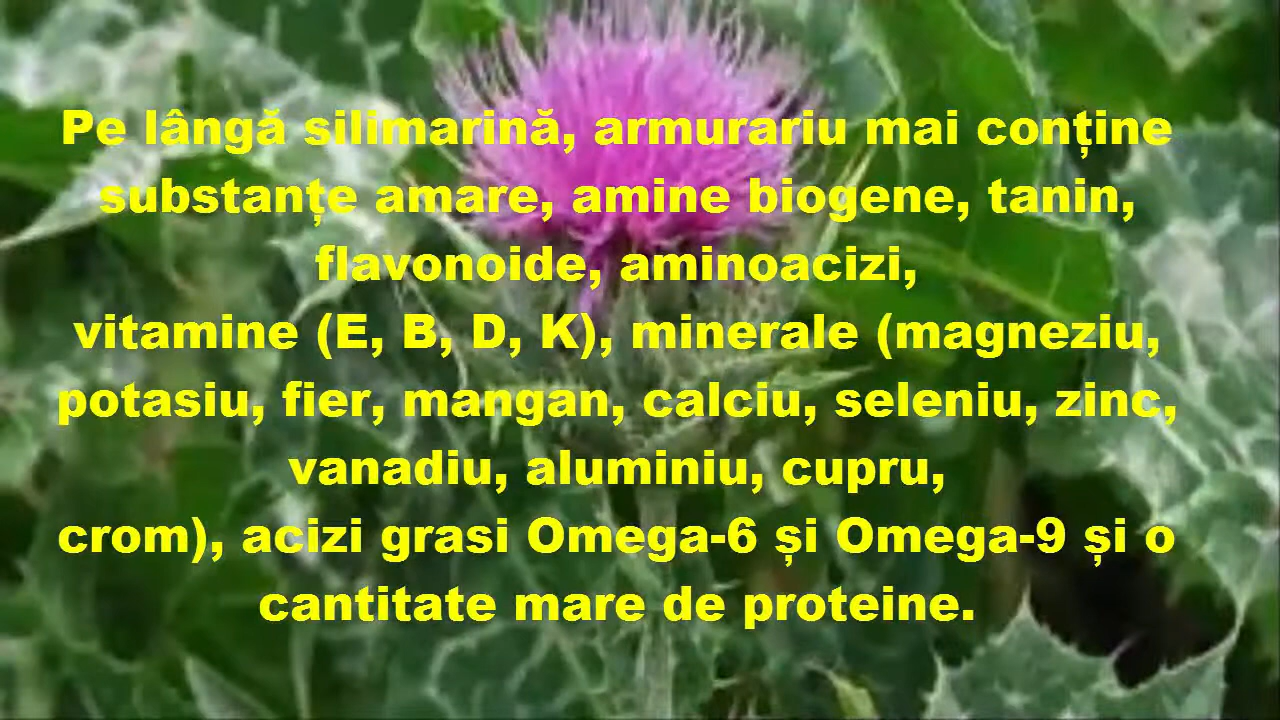 Pe lângă silimarină, armurariu mai conține
substanțe amare, amine biogene, tanin,
flavonoide, aminoacizi,
vitamine (E, B, D, K), minerale (magneziu,
potasiu, fier, mangan, calciu, seleniu, zinc,
vanadiu, aluminiu, cupru,
crom), acizi grasi Omega-6 și Omega-9 și o
cantitate mare de proteine.